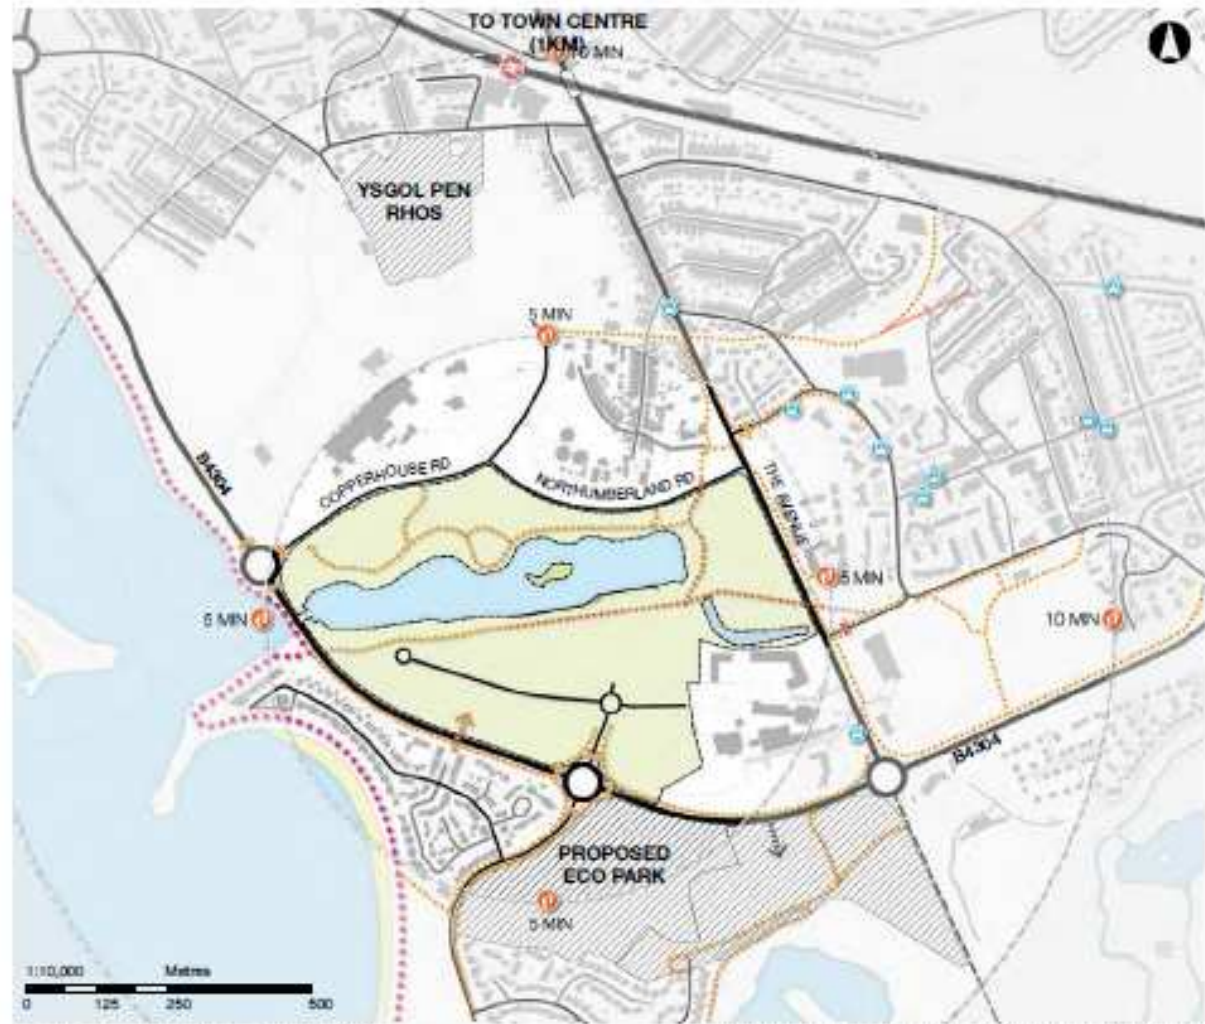 TO TOWN CENTRE
(1KM)
10 MIN
YSGOL PEN
RHOS
5 MIN
B4304
COPPERHOUSE RD
NORTHUMBERLAND RD
THE AVENUE
5 MIN
5 MIN
10 MIN
B4304
PROPOSED
ECO PARK
5 MIN
1:10,000
Metres
0
125
250
500